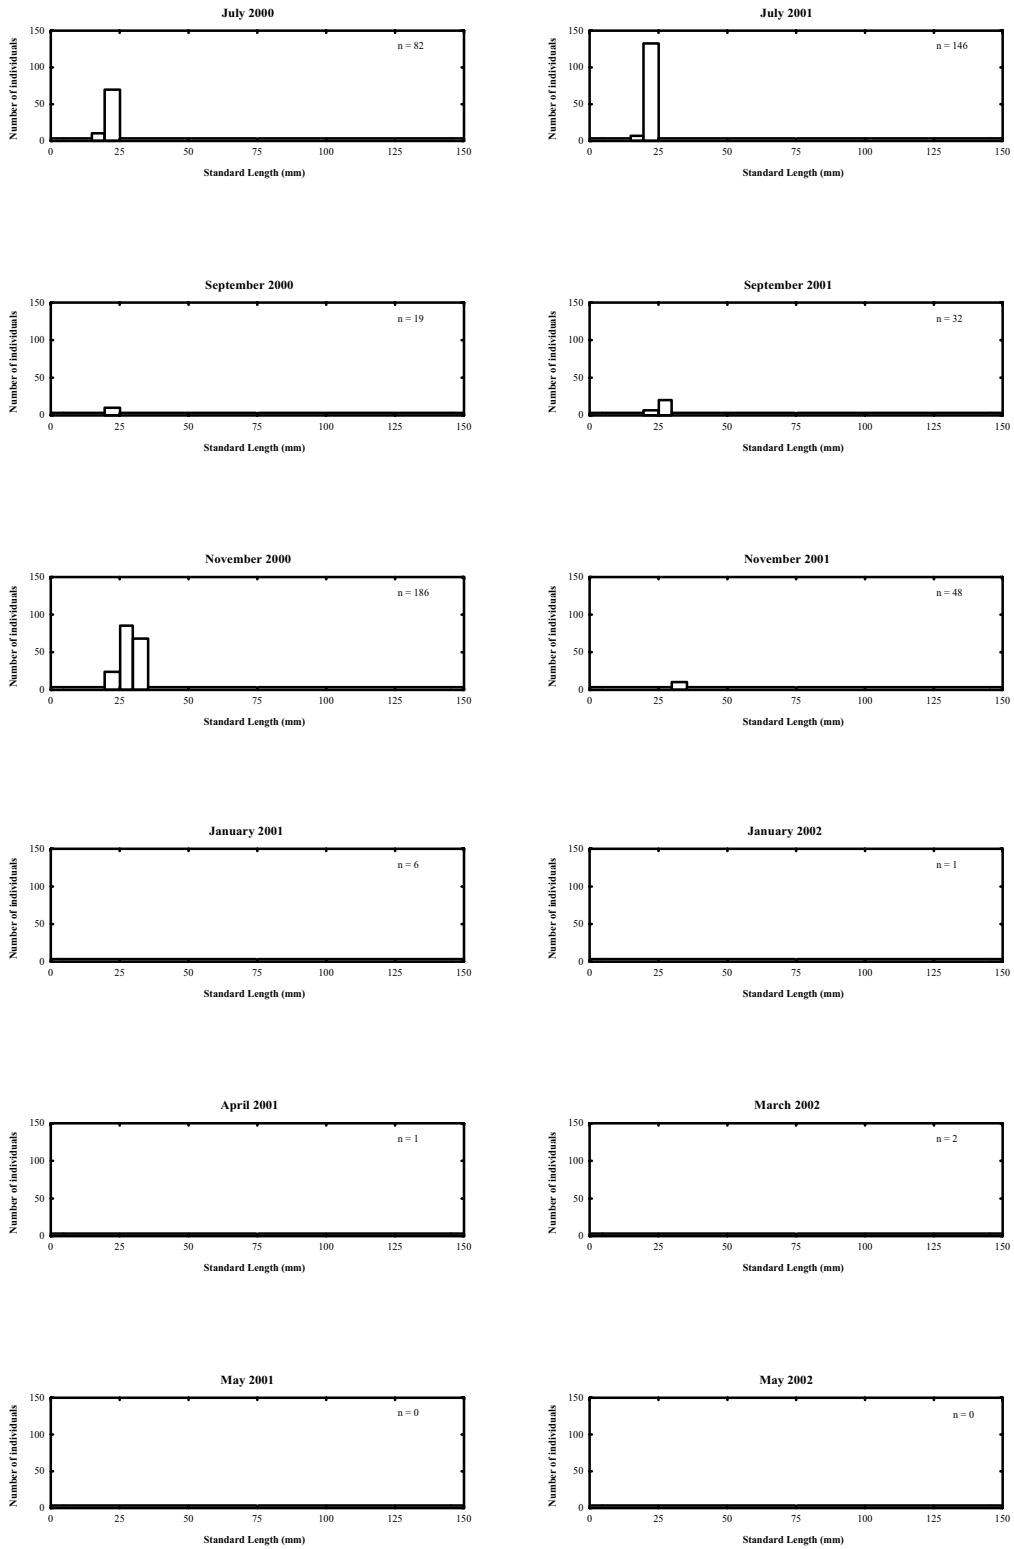 July 2000
Number of individuals
150
100
50
0
n = 82
0 25 50 75 100 125 150
Standard Length (mm)
July 2001
Number of individuals
150
100
50
0
n = 146
0 25 50 75 100 125 150
Standard Length (mm)
September 2000
Number of individuals
150
100
50
0
n = 19
0 25 50 75 100 125 150
Standard Length (mm)
September 2001
Number of individuals
150
100
50
0
n = 32
0 25 50 75 100 125 150
Standard Length (mm)
November 2000
Number of individuals
150
100
50
0
n = 186
0 25 50 75 100 125 150
Standard Length (mm)
November 2001
Number of individuals
150
100
50
0
n = 48
0 25 50 75 100 125 150
Standard Length (mm)
January 2001
Number of individuals
150
100
50
0
n = 6
0 25 50 75 100 125 150
Standard Length (mm)
January 2002
Number of individuals
150
100
50
0
n = 1
0 25 50 75 100 125 150
Standard Length (mm)
April 2001
Number of individuals
150
100
50
0
n = 1
0 25 50 75 100 125 150
Standard Length (mm)
March 2002
Number of individuals
150
100
50
0
n = 2
0 25 50 75 100 125 150
Standard Length (mm)
May 2001
Number of individuals
150
100
50
0
n = 0
0 25 50 75 100 125 150
Standard Length (mm)
May 2002
Number of individuals
150
100
50
0
n = 0
0 25 50 75 100 125 150
Standard Length (mm)